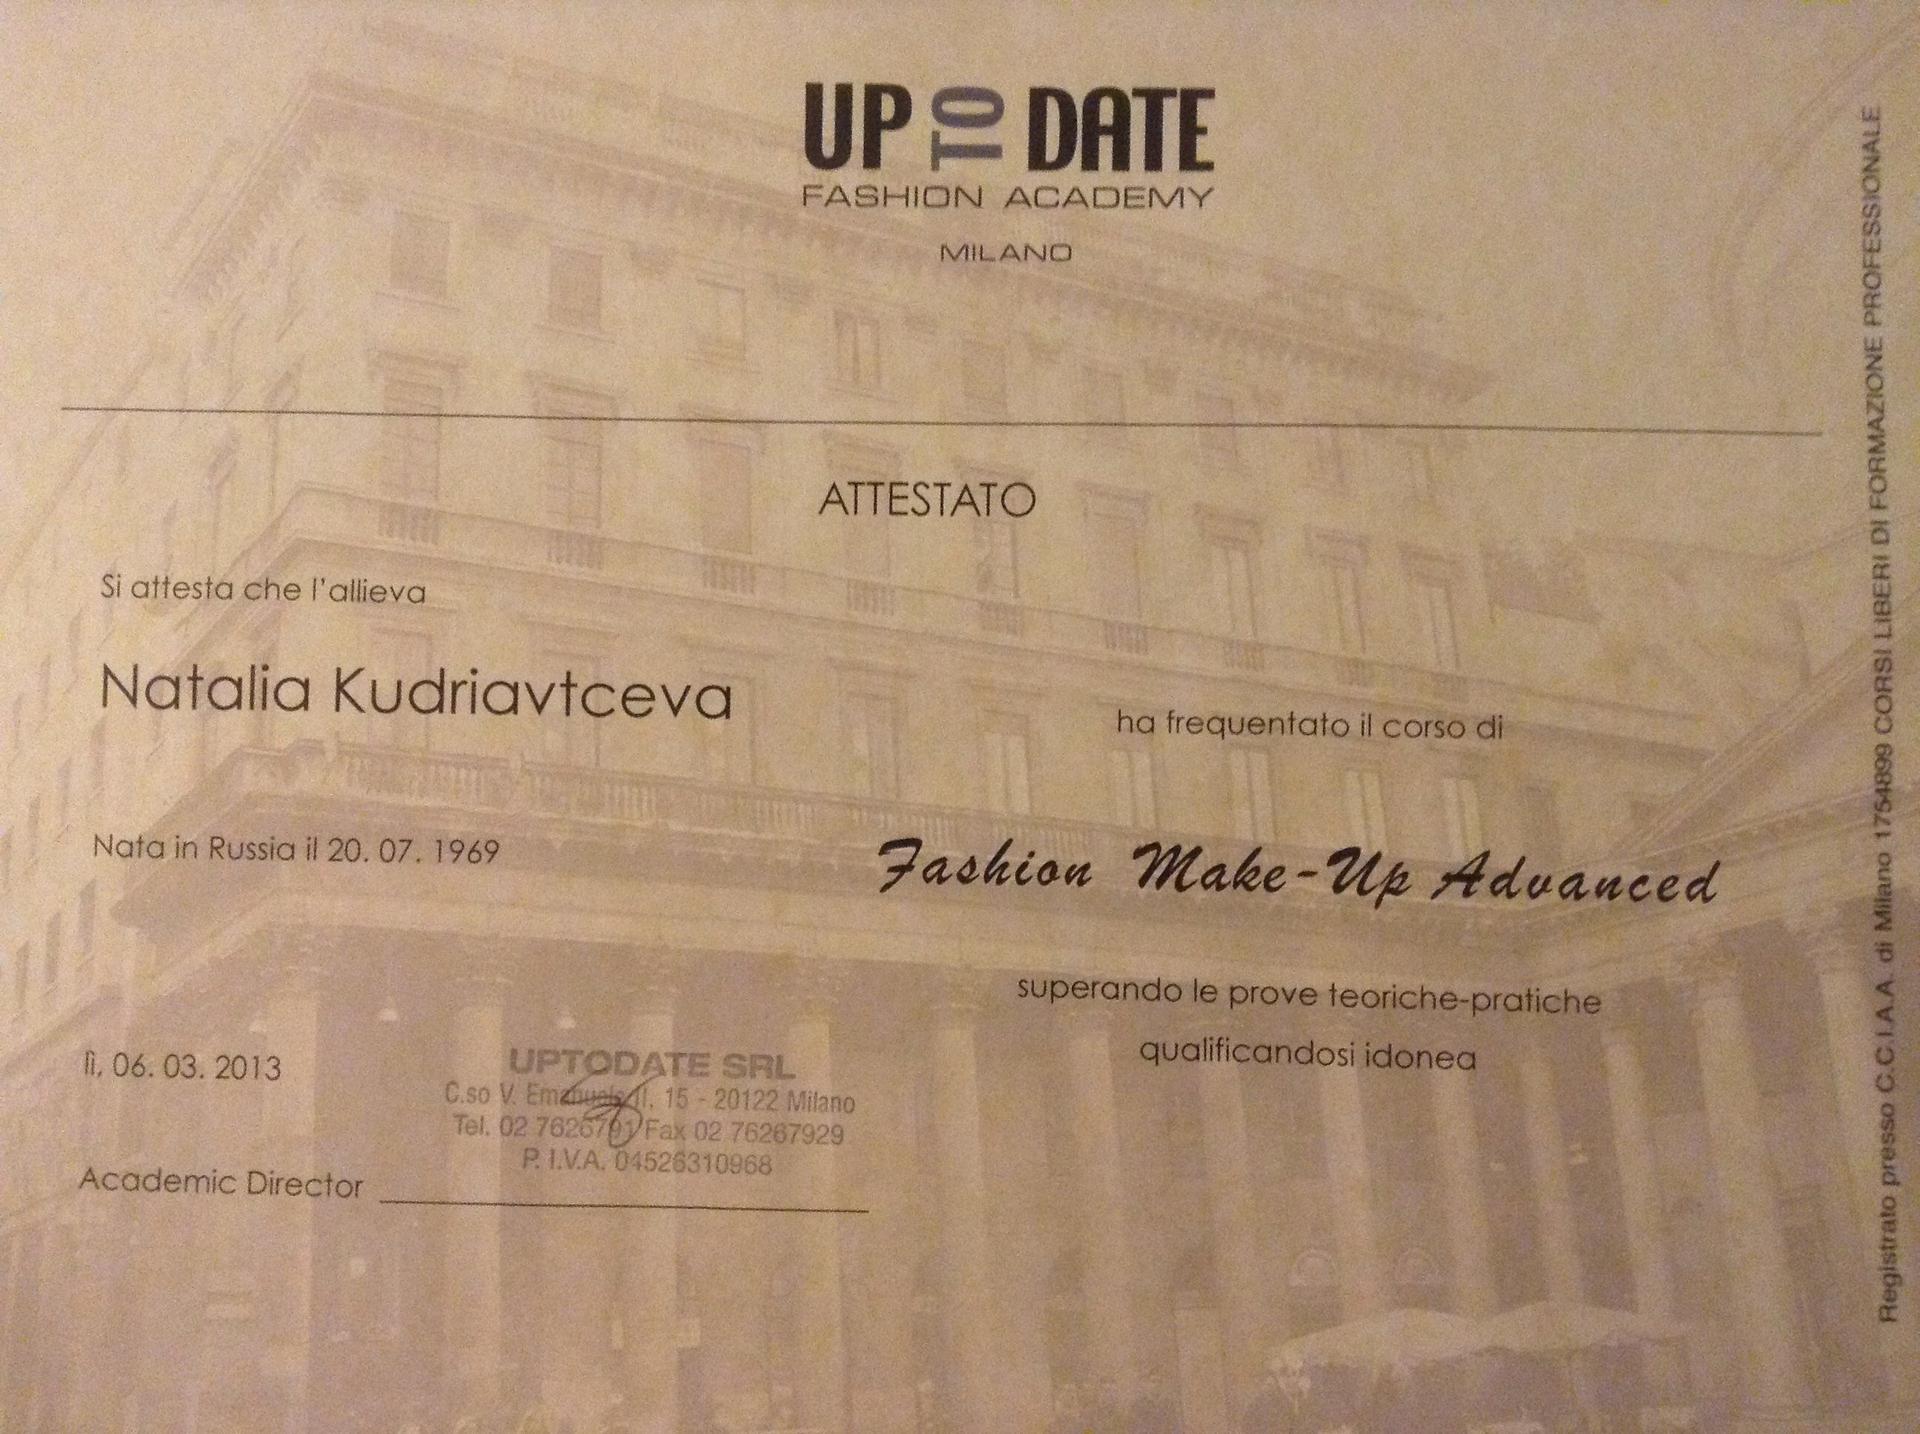 UP TO DATE
FASHION ACADEMY
MILANO
ATTESTATO
Si attesta che l'allieva
Natalia Kudriavtceva
ha frequentato il corso di
Nata in Russia il 20. 07. 1969
Fashion Make-Up Advanced
superando le prove teoriche-pratiche
qualificandosi idonea
lì, 06. 03. 2013
UPTODATE SRL
C.so V. Emanuele II, 15 - 20122 Milano
Tel. 02 7626791 Fax 02 76267929
P. I.V.A. 04526310968
Academic Director
Registrato presso C.C.I.A.A. di Milano 1754899 CORSI LIBERI DI FORMAZIONE PROFESSIONALE